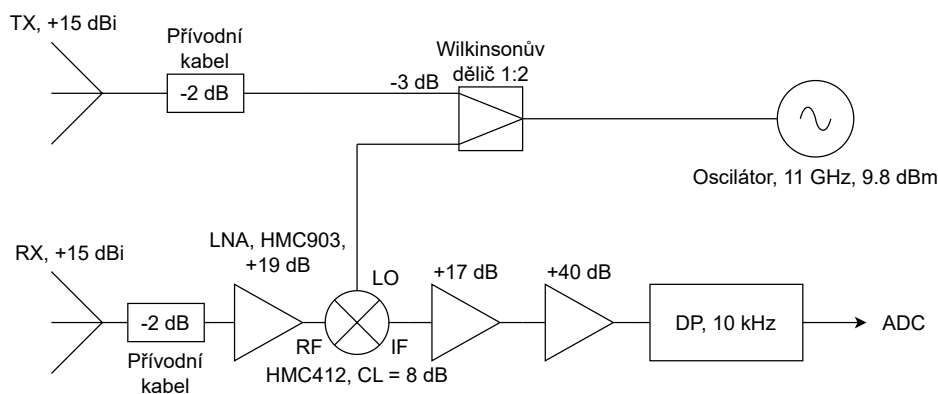 TX, +15 dBi
Přívodní
kabel
-2 dB
-3 dB
Wilkinsonův
dělič 1:2
Oscilátor, 11 GHz, 9.8 dBm
RX, +15 dBi
-2 dB
Přívodní
kabel
LNA, HMC903,
+19 dB
LO
RF
IF
HMC412, CL = 8 dB
+17 dB
+40 dB
DP, 10 kHz
ADC